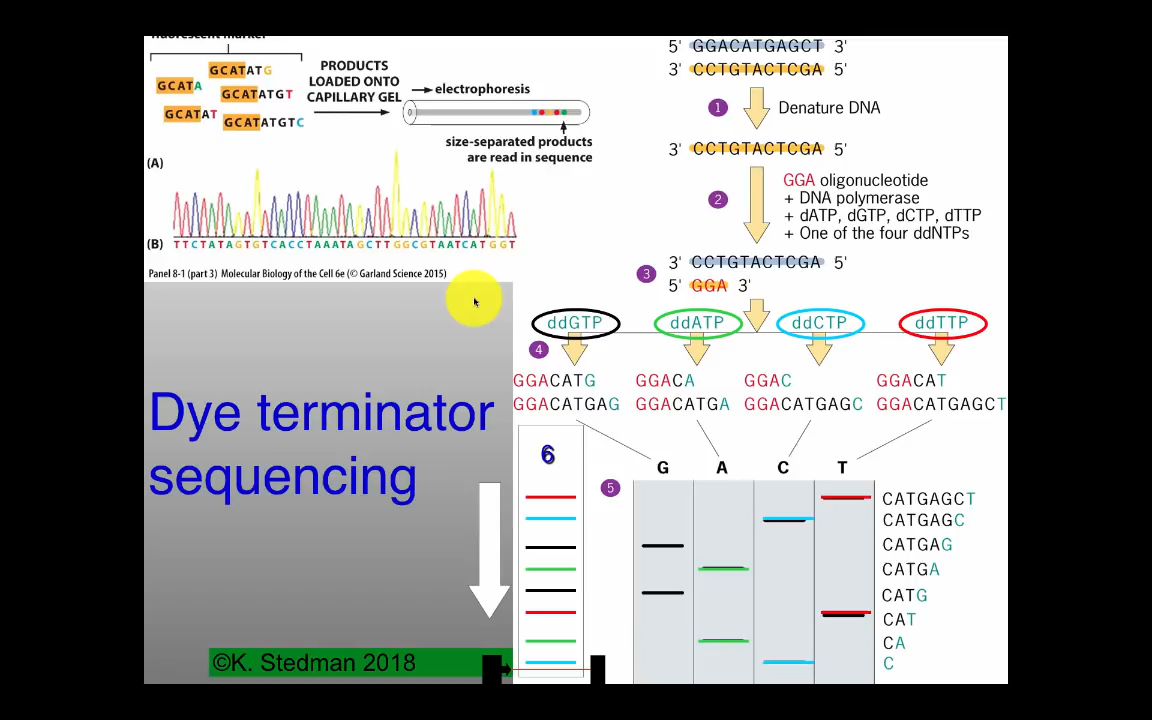 fluorescent marker
GCATATG
GCATA
GCATATGT
GCATAT
GCATATGTC
PRODUCTS
LOADED ONTO
CAPILLARY GEL
electrophoresis
size-separated products
are read in sequence
(A)
(B) TTCTATAGTGTCACCTAAATAGCTTGGCGTAATCATGGT
Panel 8-1 (part 3) Molecular Biology of the Cell 6e (© Garland Science 2015)
Dye terminator
sequencing
©K. Stedman 2018
5' GGACATGAGCT 3'
3' CCTGTACTCGA 5'
1 Denature DNA
3' CCTGTACTCGA 5'
2
GGA oligonucleotide
+ DNA polymerase
+ dATP, dGTP, dCTP, dTTP
+ One of the four ddNTPs
3
3' CCTGTACTCGA 5'
5' GGA 3'
ddGTP ddATP ddCTP ddTTP
4
GGACATG GGACA GGAC GGACAT
GGACATGAG GGACATGA GGACATGAGC GGACATGAGCT
6
G A C T
5
CATGAGCT
CATGAGC
CATGAG
CATGA
CATG
CAT
CA
C